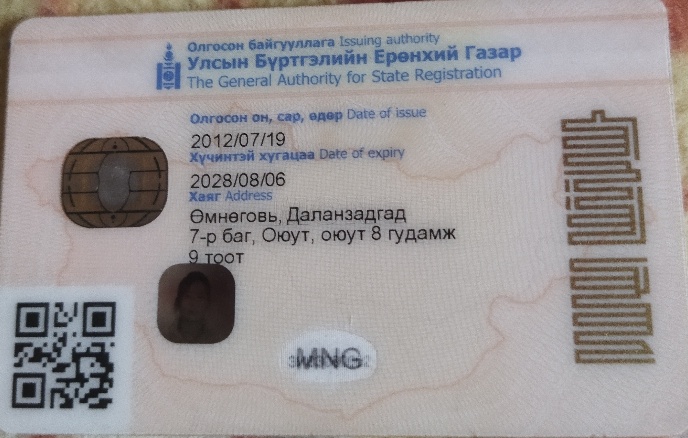 Олгосон байгууллага Issuing authority
Улсын Бүртгэлийн Ерөнхий Газар
The General Authority for State Registration
Олгосон он, сар, өдөр Date of issue
2012/07/19
Хүчинтэй хугацаа Date of expiry
2028/08/06
Хаяг Address
Өмнөговь, Даланзадгад
7-р баг, Оюут, оюут 8 гудамж
9 тоот
MNG